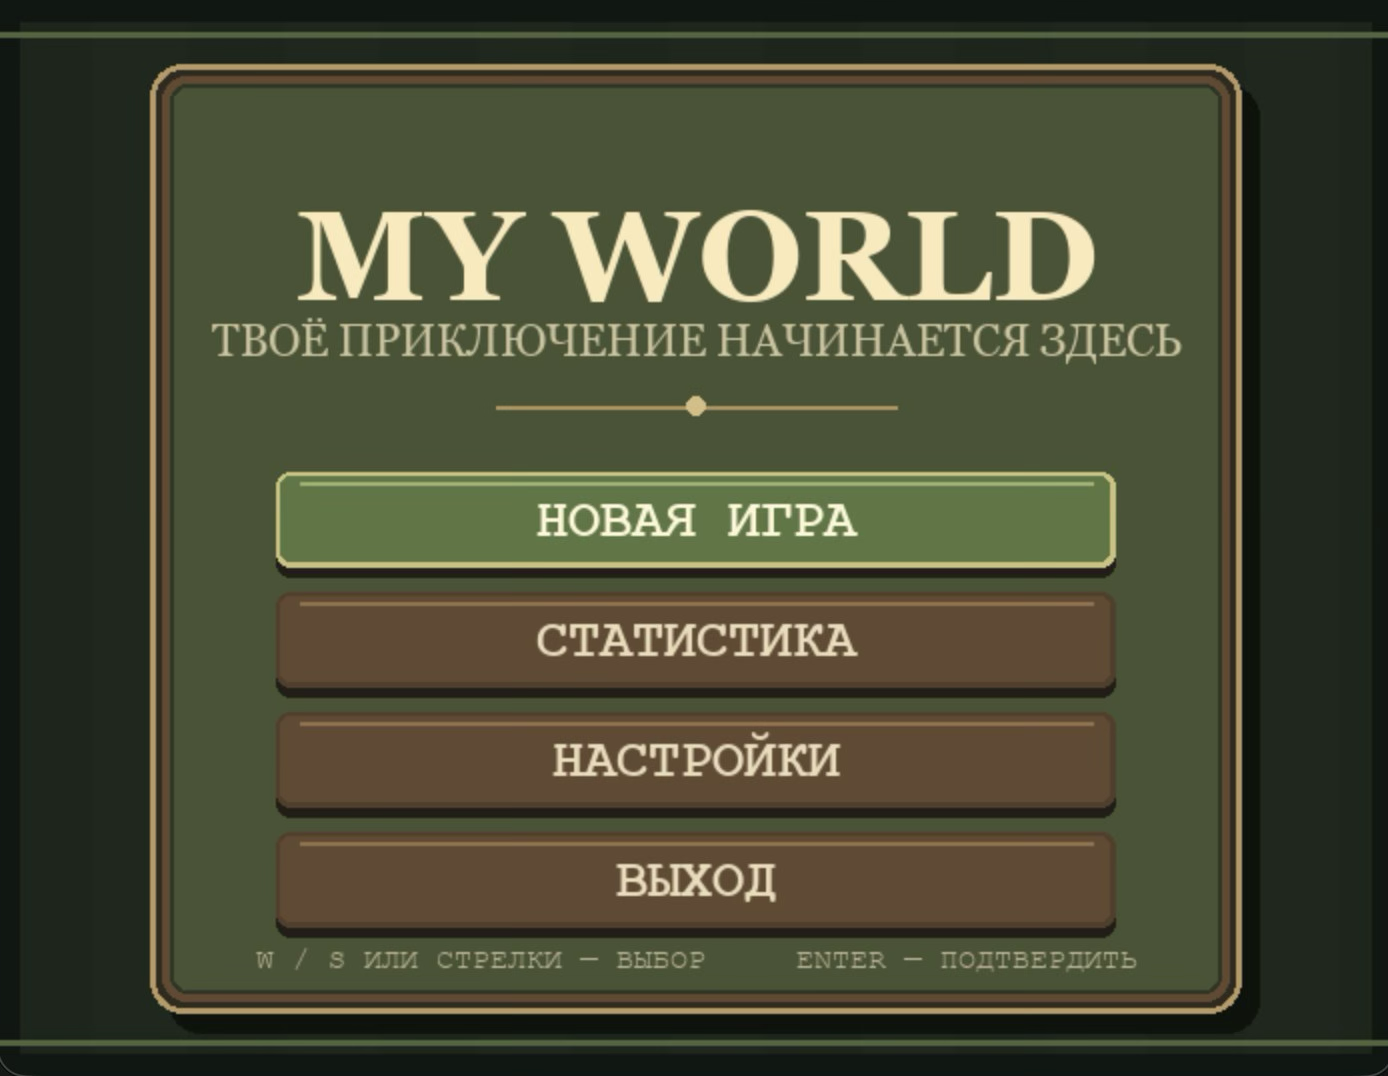 MY WORLD
ТВОЁ ПРИКЛЮЧЕНИЕ НАЧИНАЕТСЯ ЗДЕСЬ
НОВАЯ ИГРА
СТАТИСТИКА
НАСТРОЙКИ
ВЫХОД
W / S ИЛИ СТРЕЛКИ — ВЫБОР ENTER — ПОДТВЕРДИТЬ